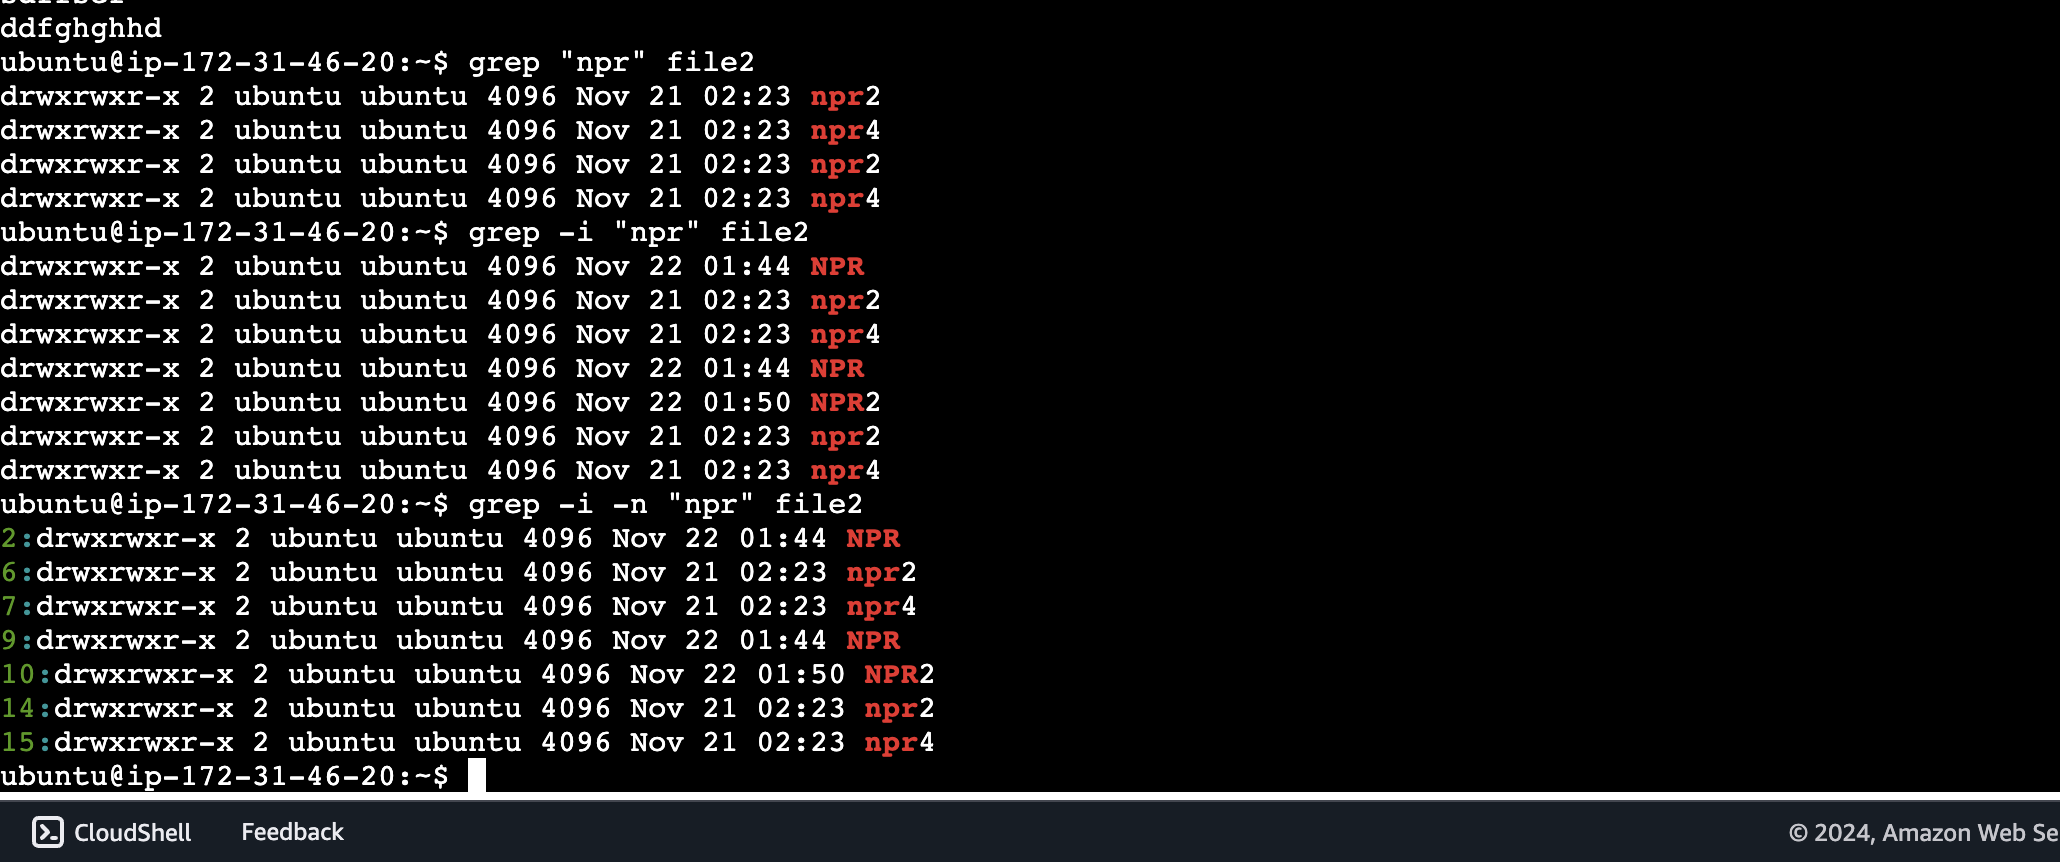 ddfghghhd
ubuntu@ip-172-31-46-20:~$ grep "npr" file2
drwxrwxr-x 2 ubuntu ubuntu 4096 Nov 21 02:23 npr2
drwxrwxr-x 2 ubuntu ubuntu 4096 Nov 21 02:23 npr4
drwxrwxr-x 2 ubuntu ubuntu 4096 Nov 21 02:23 npr2
drwxrwxr-x 2 ubuntu ubuntu 4096 Nov 21 02:23 npr4
ubuntu@ip-172-31-46-20:~$ grep -i "npr" file2
drwxrwxr-x 2 ubuntu ubuntu 4096 Nov 22 01:44 NPR
drwxrwxr-x 2 ubuntu ubuntu 4096 Nov 21 02:23 npr2
drwxrwxr-x 2 ubuntu ubuntu 4096 Nov 21 02:23 npr4
drwxrwxr-x 2 ubuntu ubuntu 4096 Nov 22 01:44 NPR
drwxrwxr-x 2 ubuntu ubuntu 4096 Nov 22 01:50 NPR2
drwxrwxr-x 2 ubuntu ubuntu 4096 Nov 21 02:23 npr2
drwxrwxr-x 2 ubuntu ubuntu 4096 Nov 21 02:23 npr4
ubuntu@ip-172-31-46-20:~$ grep -i -n "npr" file2
2:drwxrwxr-x 2 ubuntu ubuntu 4096 Nov 22 01:44 NPR
6:drwxrwxr-x 2 ubuntu ubuntu 4096 Nov 21 02:23 npr2
7:drwxrwxr-x 2 ubuntu ubuntu 4096 Nov 21 02:23 npr4
9:drwxrwxr-x 2 ubuntu ubuntu 4096 Nov 22 01:44 NPR
10:drwxrwxr-x 2 ubuntu ubuntu 4096 Nov 22 01:50 NPR2
14:drwxrwxr-x 2 ubuntu ubuntu 4096 Nov 21 02:23 npr2
15:drwxrwxr-x 2 ubuntu ubuntu 4096 Nov 21 02:23 npr4
ubuntu@ip-172-31-46-20:~$
CloudShell Feedback © 2024, Amazon Web Se